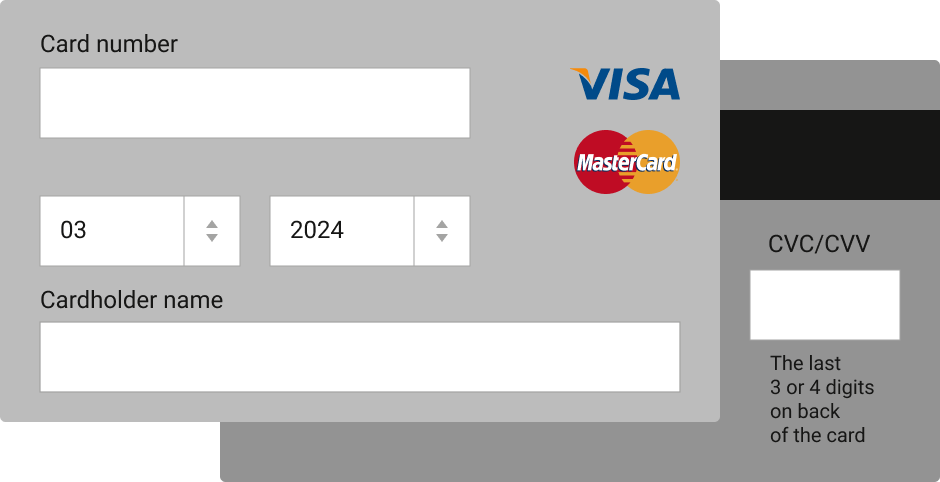 Card number
VISA
MasterCard
03
2024
Cardholder name
CVC/CVV
The last
3 or 4 digits
on back
of the card